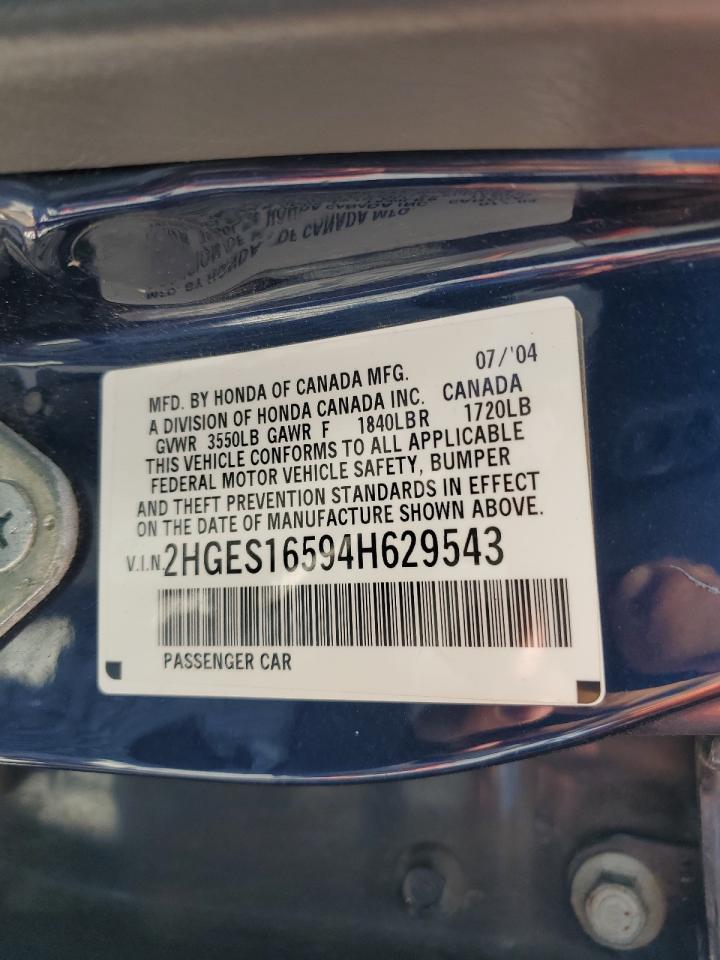 07/'04
MFD. BY HONDA OF CANADA MFG.
A DIVISION OF HONDA CANADA INC. CANADA
GVWR 3550LB GAWR F 1840LBR 1720LB
THIS VEHICLE CONFORMS TO ALL APPLICABLE
FEDERAL MOTOR VEHICLE SAFETY, BUMPER
AND THEFT PREVENTION STANDARDS IN EFFECT
ON THE DATE OF MANUFACTURE SHOWN ABOVE.
V.I.N.2HGES16594H629543
PASSENGER CAR